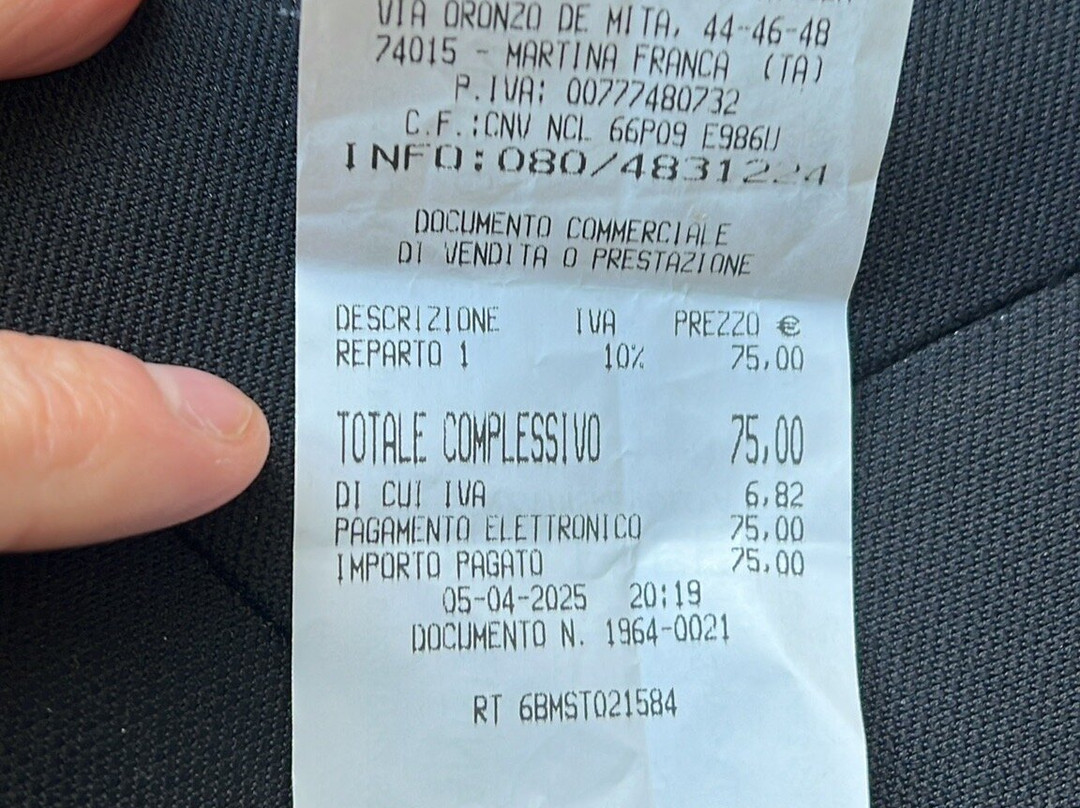 VIA ORONZO DE MITA, 44-46-48
74015 - MARTINA FRANCA (TA)
P.IVA: 00777480732
C.F.:CNV NCL 66P09 E986U
INFO:080/4831224
DOCUMENTO COMMERCIALE
DI VENDITA O PRESTAZIONE
DESCRIZIONE IVA PREZZO €
REPARTO 1 10% 75,00
TOTALE COMPLESSIVO 75,00
DI CUI IVA 6,82
PAGAMENTO ELETTRONICO 75,00
IMPORTO PAGATO 75,00
05-04-2025 20:19
DOCUMENTO N. 1964-0021
RT 6BMST021584